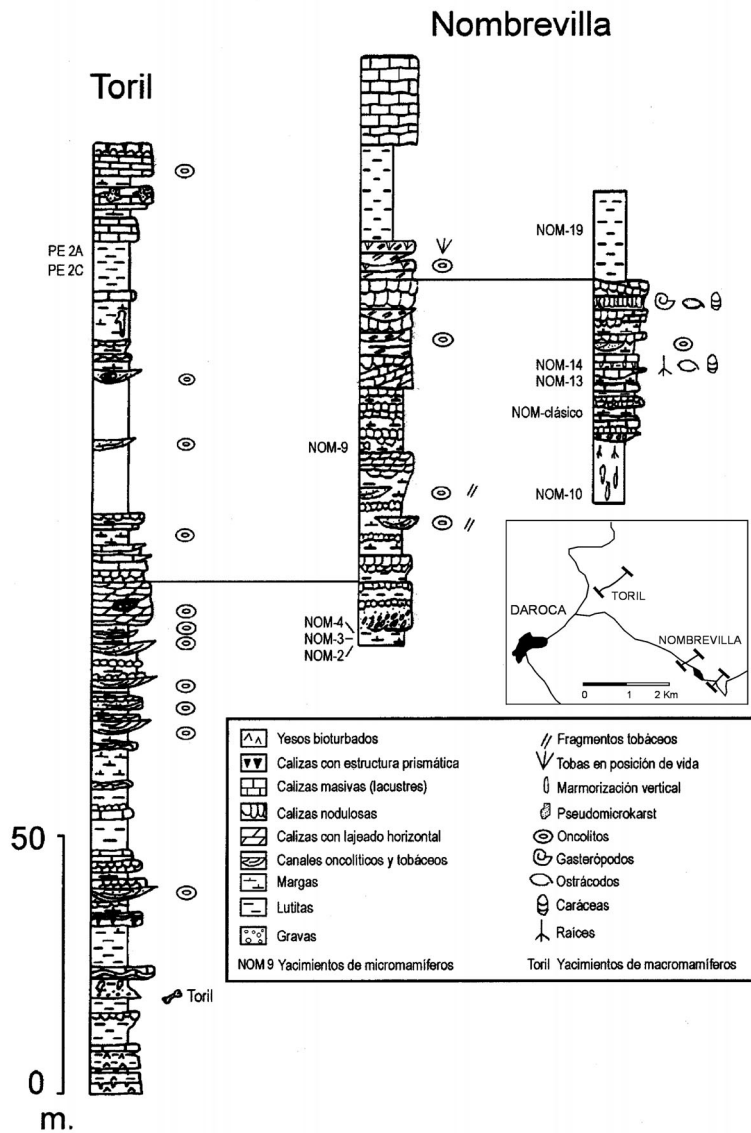 Nombrevilla
Toril
PE 2A
PE 2C
NOM-9
NOM-4
NOM-3
NOM-2
NOM-19
NOM-14
NOM-13
NOM-clásico
NOM-10
Toril
50
0
m.
DAROCA
TORIL
NOMBREVILLA
0 1 2 Km
Yesos bioturbados
Calizas con estructura prismática
Calizas masivas (lacustres)
Calizas nodulosas
Calizas con lajeado horizontal
Canales oncolíticos y tobáceos
Margas
Lutitas
Gravas
NOM 9 Yacimientos de micromamíferos
Fragmentos tobáceos
Tobas en posición de vida
Marmorización vertical
Pseudomicrokarst
Oncolitos
Gasterópodos
Ostrácodos
Caráceas
Raíces
Toril Yacimientos de macromamíferos